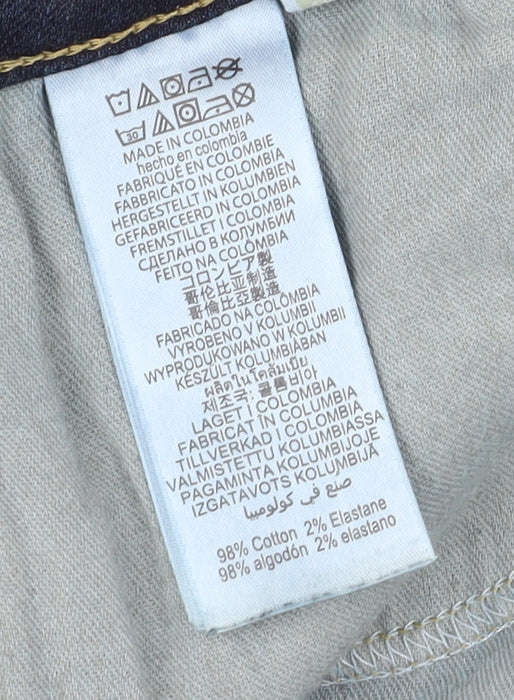 30
MADE IN COLOMBIA
hecho en colombia
FABRIQUÉ EN COLOMBIE
FABBRICATO IN COLOMBIA
HERGESTELLT IN KOLUMBIEN
GEFABRICEERD IN COLOMBIA
FREMSTILLET I COLOMBIA
СДЕЛАНО В КОЛУМБИИ
FEITO NA COLÔMBIA
コロンビア製
哥伦比亚制造
哥倫比亞製造
FABRICADO NA COLÔMBIA
VYROBENO V KOLUMBII
WYPRODUKOWANO W KOLUMBII
KÉSZÜLT KOLUMBIÁBAN
ผลิตในโคลัมเบีย
제조국: 콜롬비아
LAGET I COLOMBIA
FABRICAT IN COLUMBIA
TILLVERKAD I COLOMBIA
VALMISTETTU KOLUMBIASSA
PAGAMINTA KOLUMBIJOJE
IZGATAVOTS KOLUMBIJĀ
صنع في كولومبيا
98% Cotton 2% Elastane
98% algodón 2% elastano